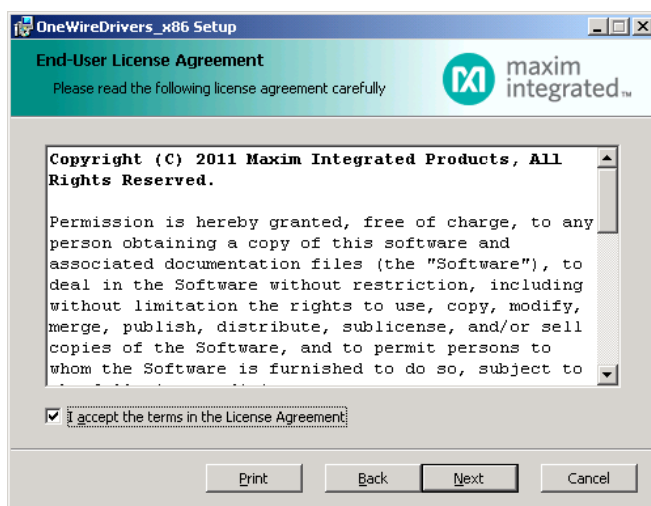 OneWireDrivers_x86 Setup
End-User License Agreement
Please read the following license agreement carefully
maxim
integrated™
Copyright (C) 2011 Maxim Integrated Products, All
Rights Reserved.
Permission is hereby granted, free of charge, to any
person obtaining a copy of this software and
associated documentation files (the "Software"), to
deal in the Software without restriction, including
without limitation the rights to use, copy, modify,
merge, publish, distribute, sublicense, and/or sell
copies of the Software, and to permit persons to
whom the Software is furnished to do so, subject to
I accept the terms in the License Agreement
Print
Back
Next
Cancel